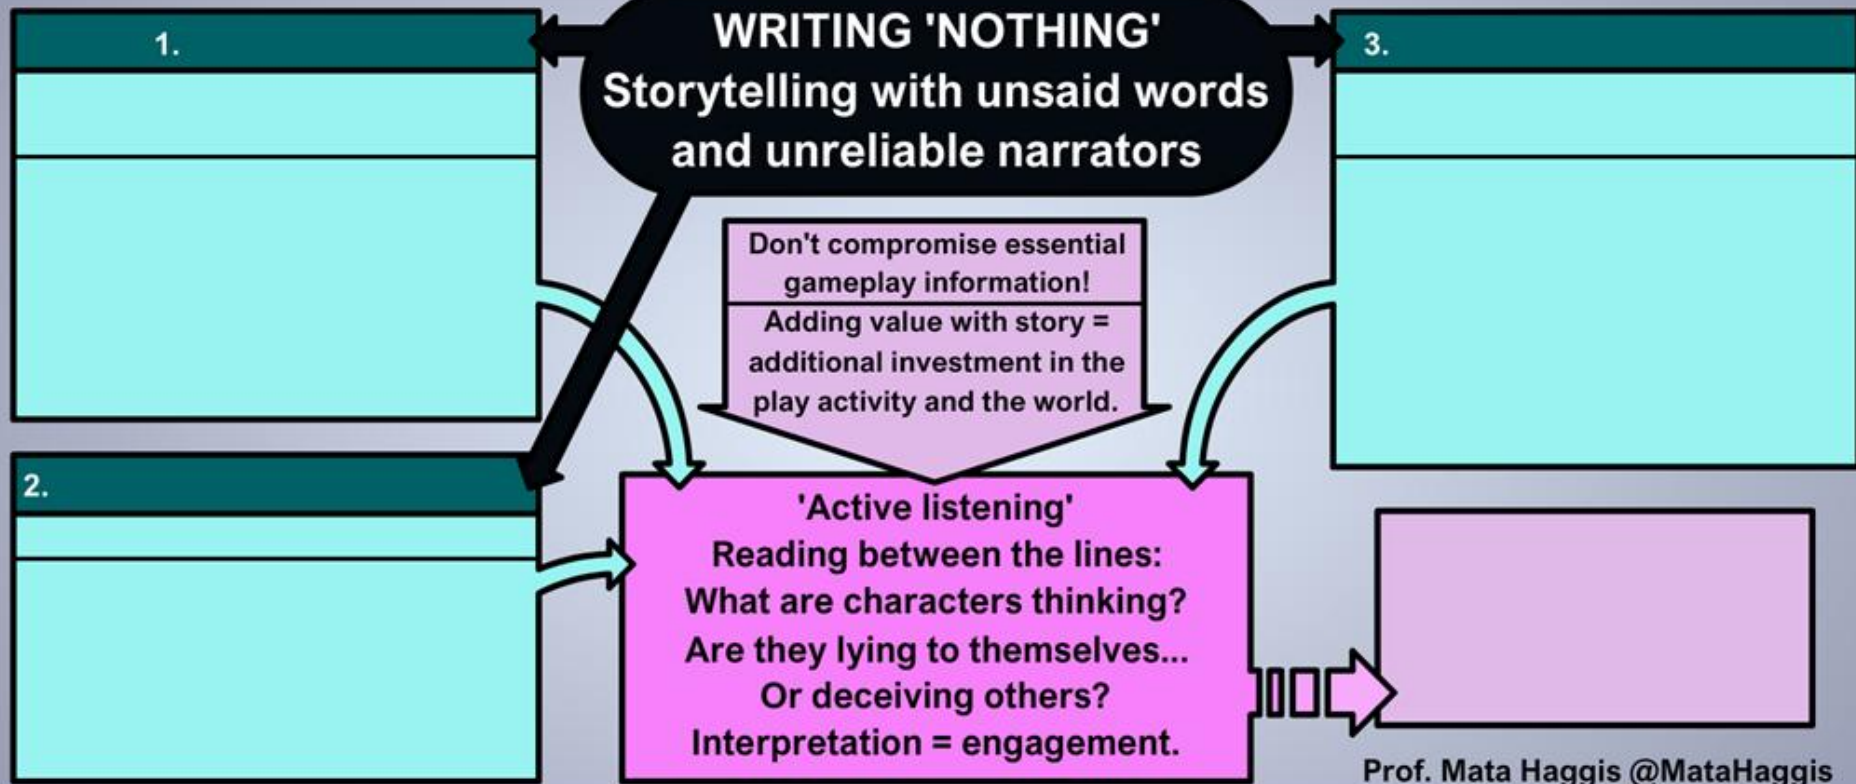 WRITING 'NOTHING'
Storytelling with unsaid words
and unreliable narrators
1.
2.
3.
Don't compromise essential
gameplay information!
Adding value with story =
additional investment in the
play activity and the world.
'Active listening'
Reading between the lines:
What are characters thinking?
Are they lying to themselves...
Or deceiving others?
Interpretation = engagement.
Prof. Mata Haggis @MataHaggis